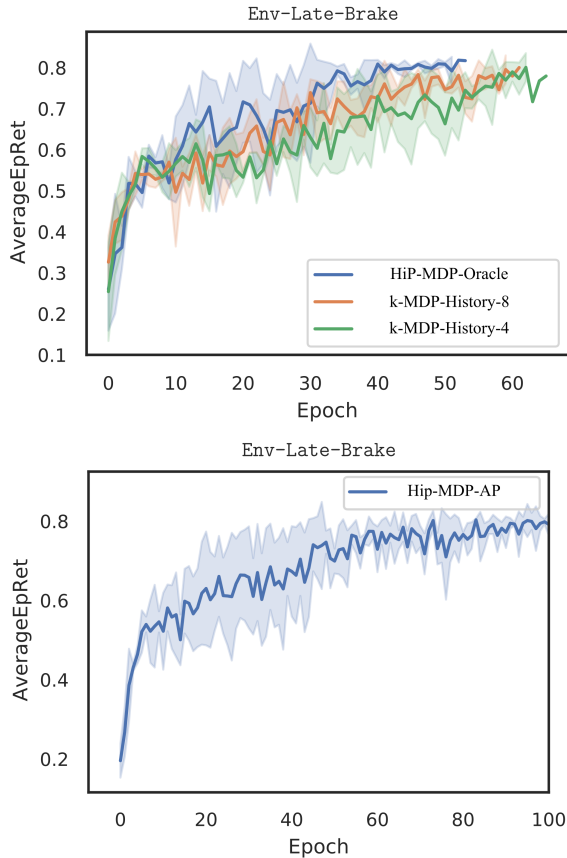 Env-Late-Brake
AverageEpRet
0.8
0.7
0.6
0.5
0.4
0.3
0.2
0.1
HiP-MDP-Oracle
k-MDP-History-8
k-MDP-History-4
0 10 20 30 40 50 60
Epoch
Env-Late-Brake
AverageEpRet
Hip-MDP-AP
0.8
0.6
0.4
0.2
0 20 40 60 80 100
Epoch